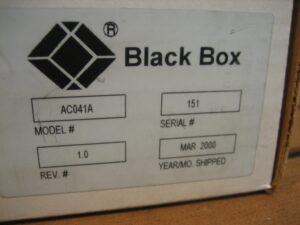 ® Black Box
AC041A 151
MODEL # SERIAL #
1.0 MAR 2000
REV. # YEAR/MO. SHIPPED